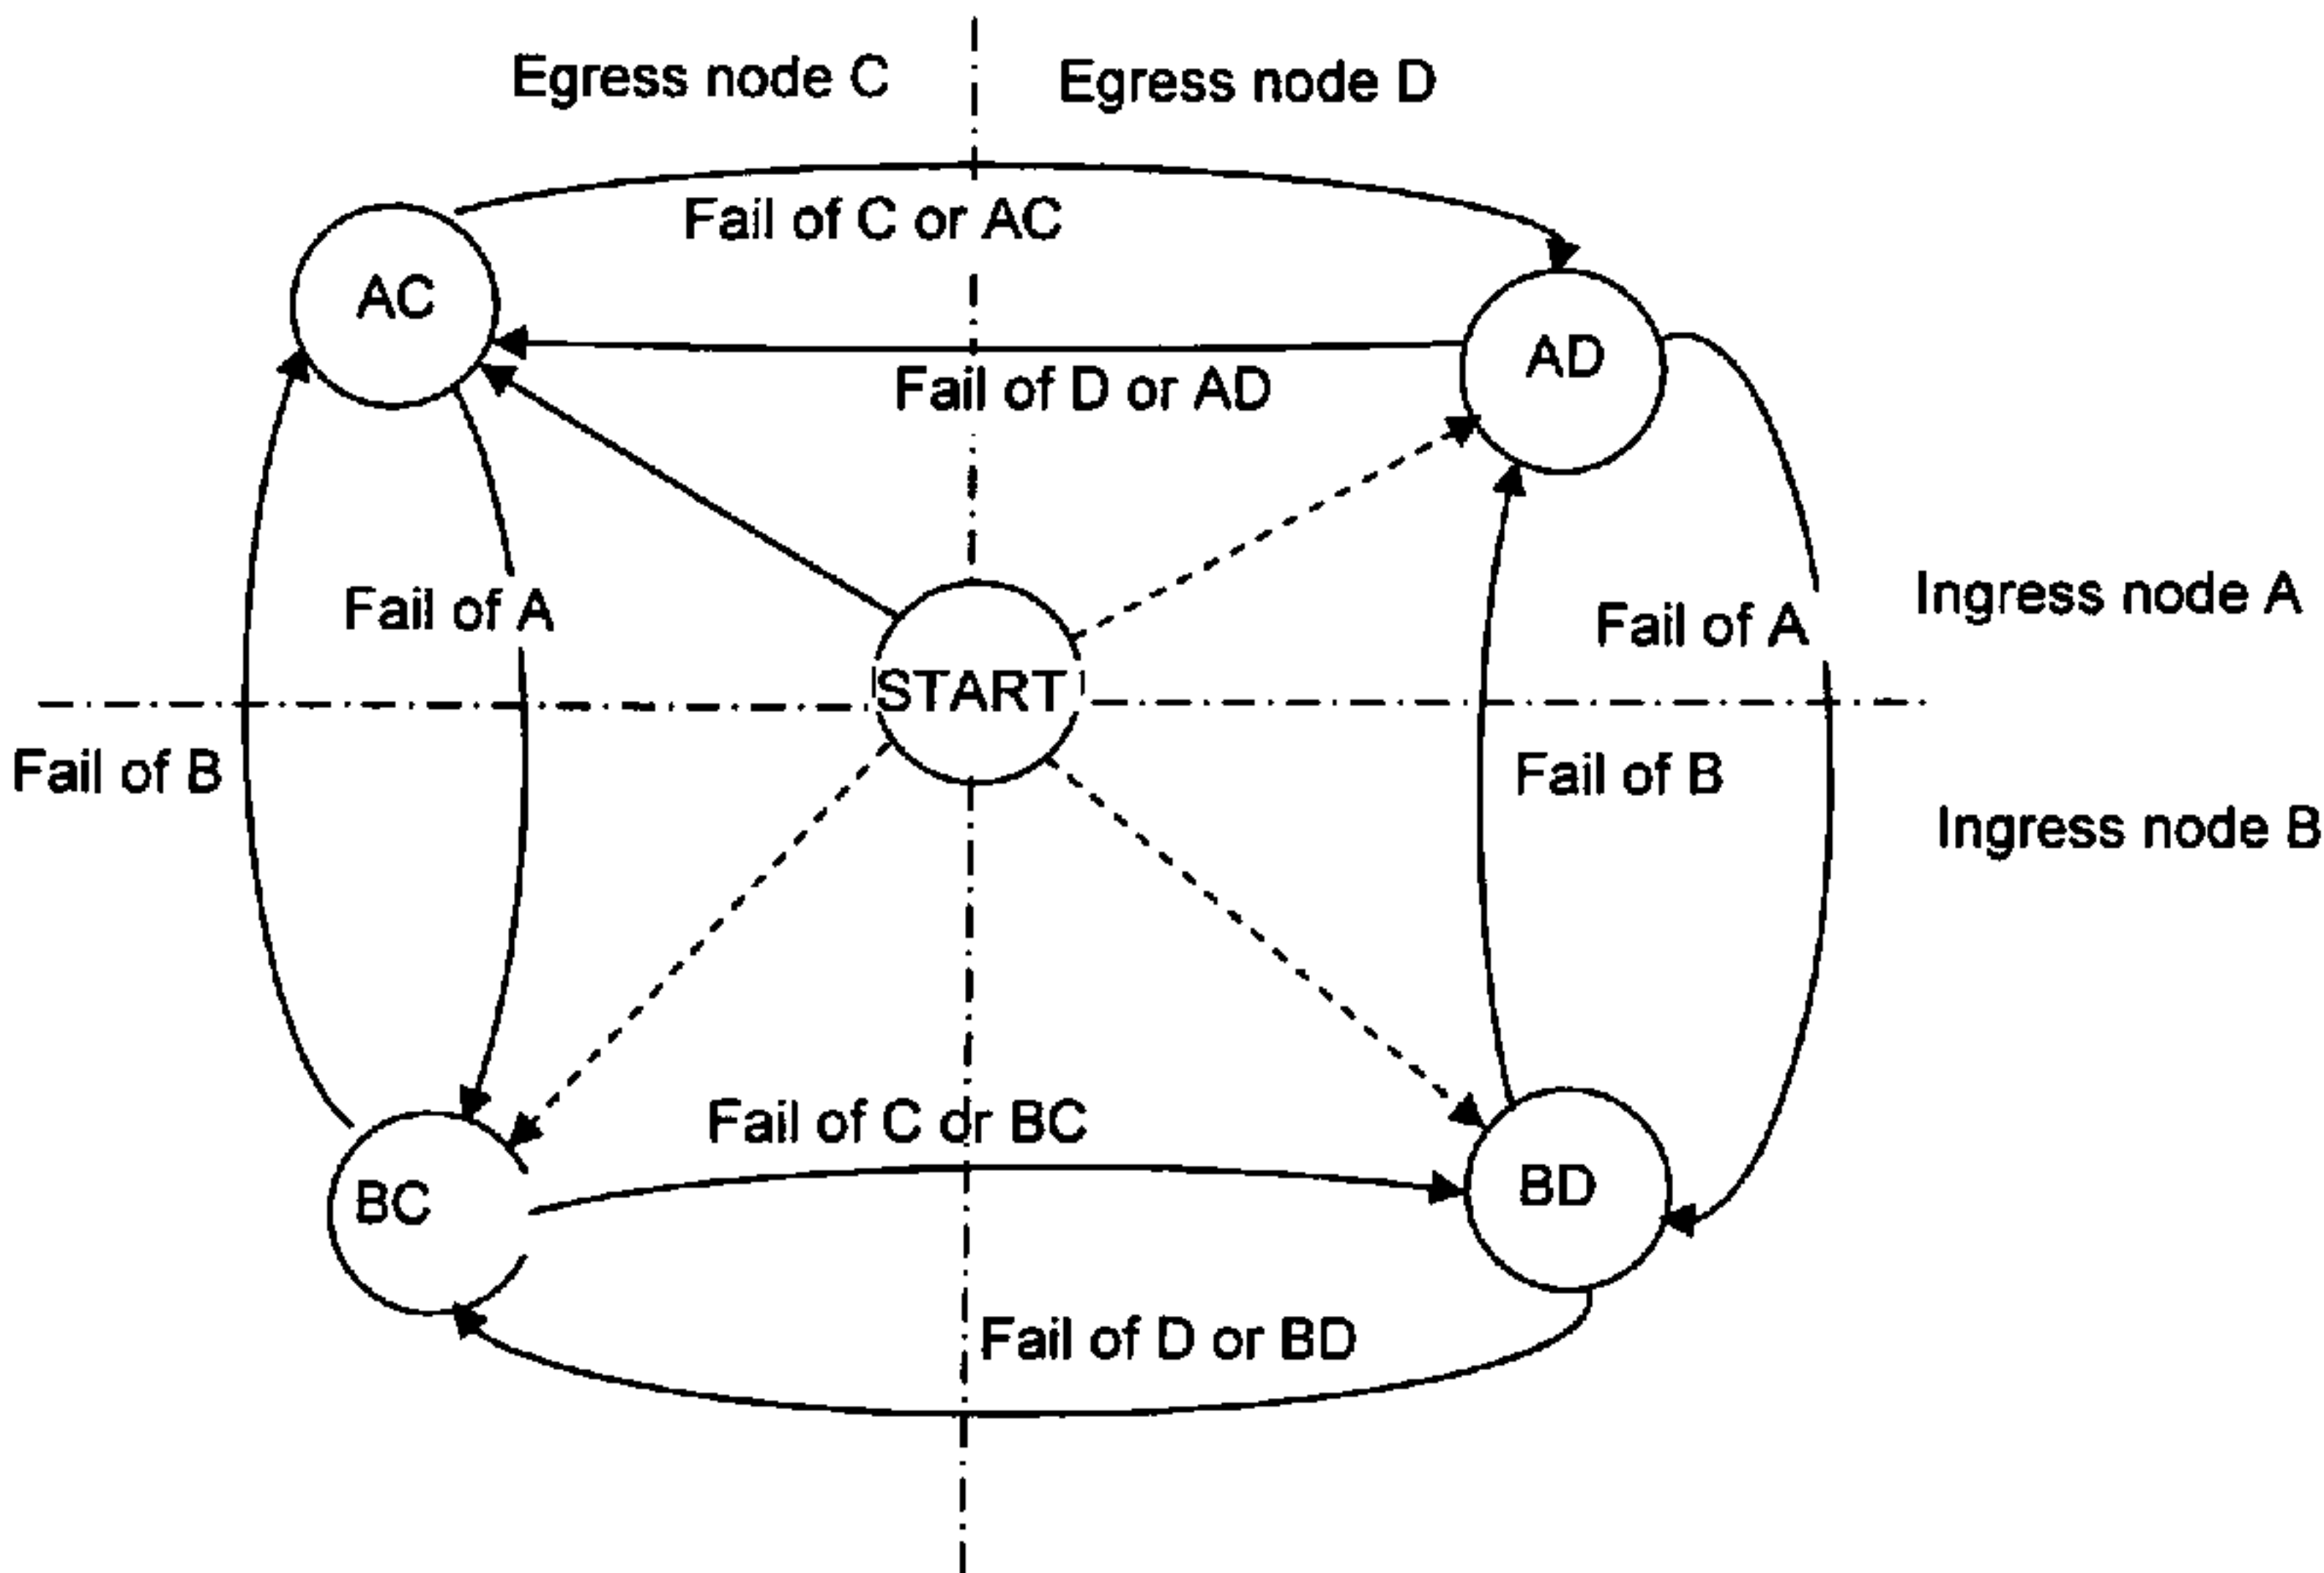 Egress node C
Egress node D
Fail of C or AC
AC
AD
Fail of D or AD
Fail of A
Ingress node A
Fail of A
START
Fail of B
Fail of B
Ingress node B
Fail of C or BC
BC
BD
Fail of D or BD